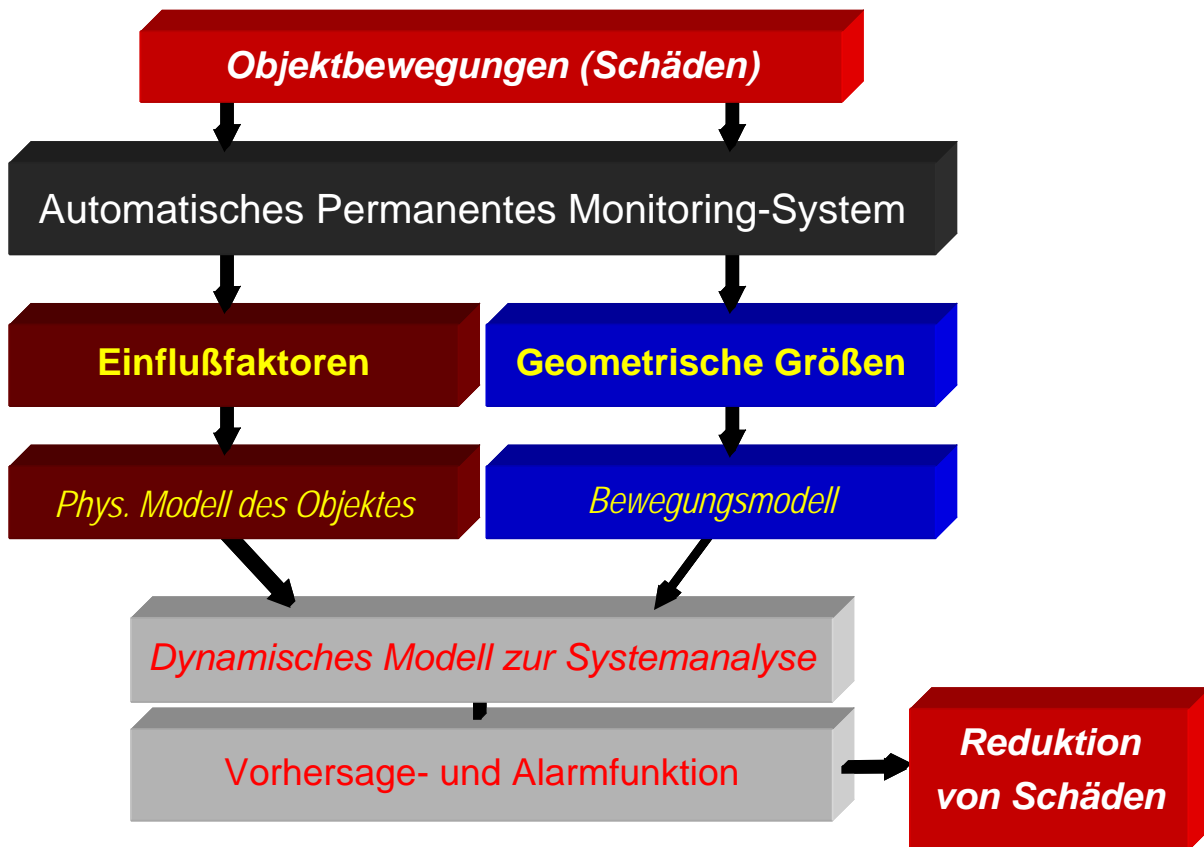 Objektbewegungen (Schäden)
Automatisches Permanentes Monitoring-System
Einflußfaktoren
Geometrische Größen
Phys. Modell des Objektes
Bewegungsmodell
Dynamisches Modell zur Systemanalyse
Vorhersage- und Alarmfunktion
Reduktion
von Schäden